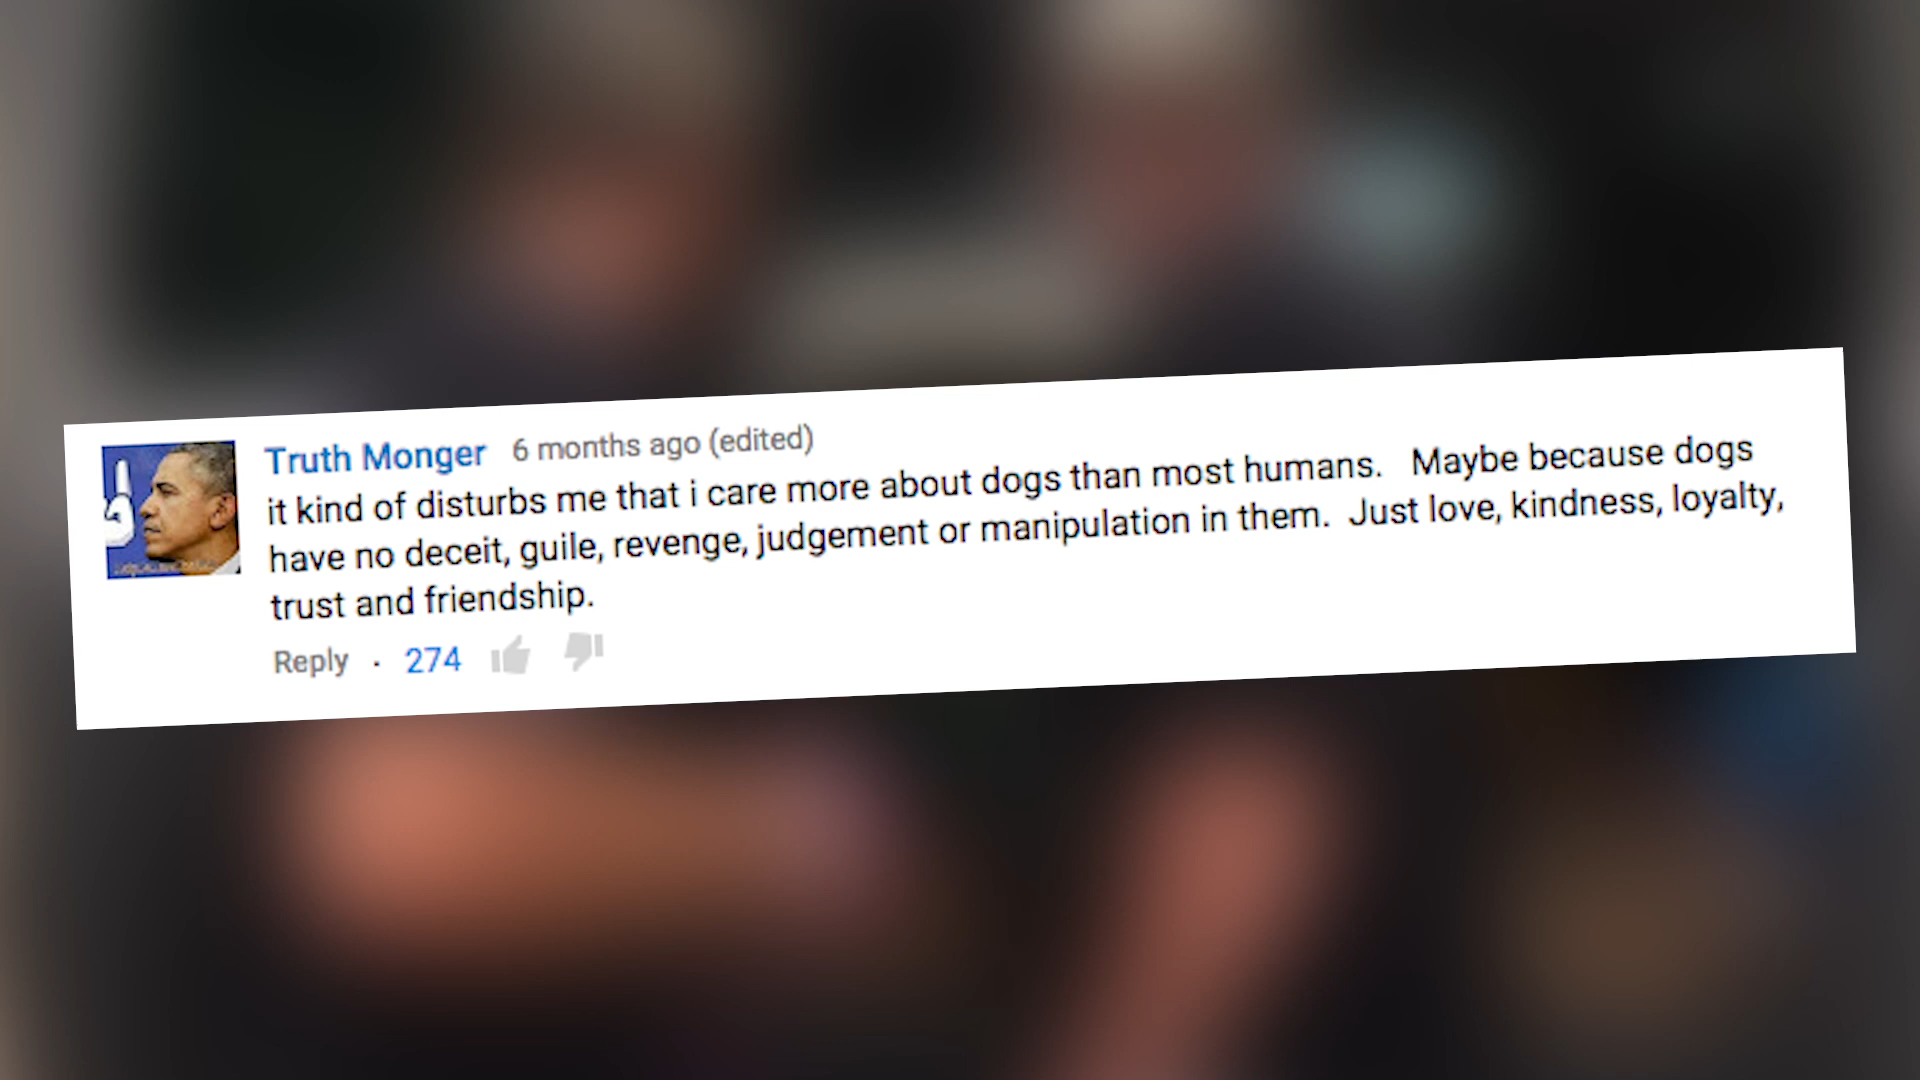 Truth Monger 6 months ago (edited)
it kind of disturbs me that i care more about dogs than most humans. Maybe because dogs
have no deceit, guile, revenge, judgement or manipulation in them. Just love, kindness, loyalty,
trust and friendship.
Reply · 274